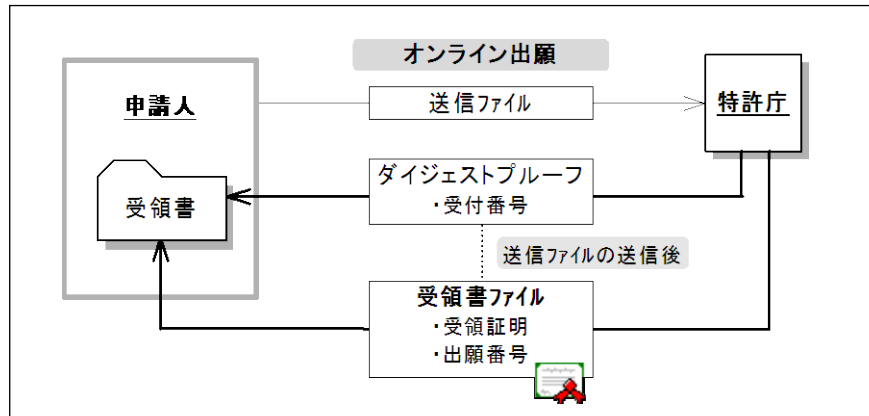 オンライン出願
申請人
送信ファイル
特許庁
ダイジェストプルーフ
・受付番号
受領書
送信ファイルの送信後
受領書ファイル
・受領証明
・出願番号